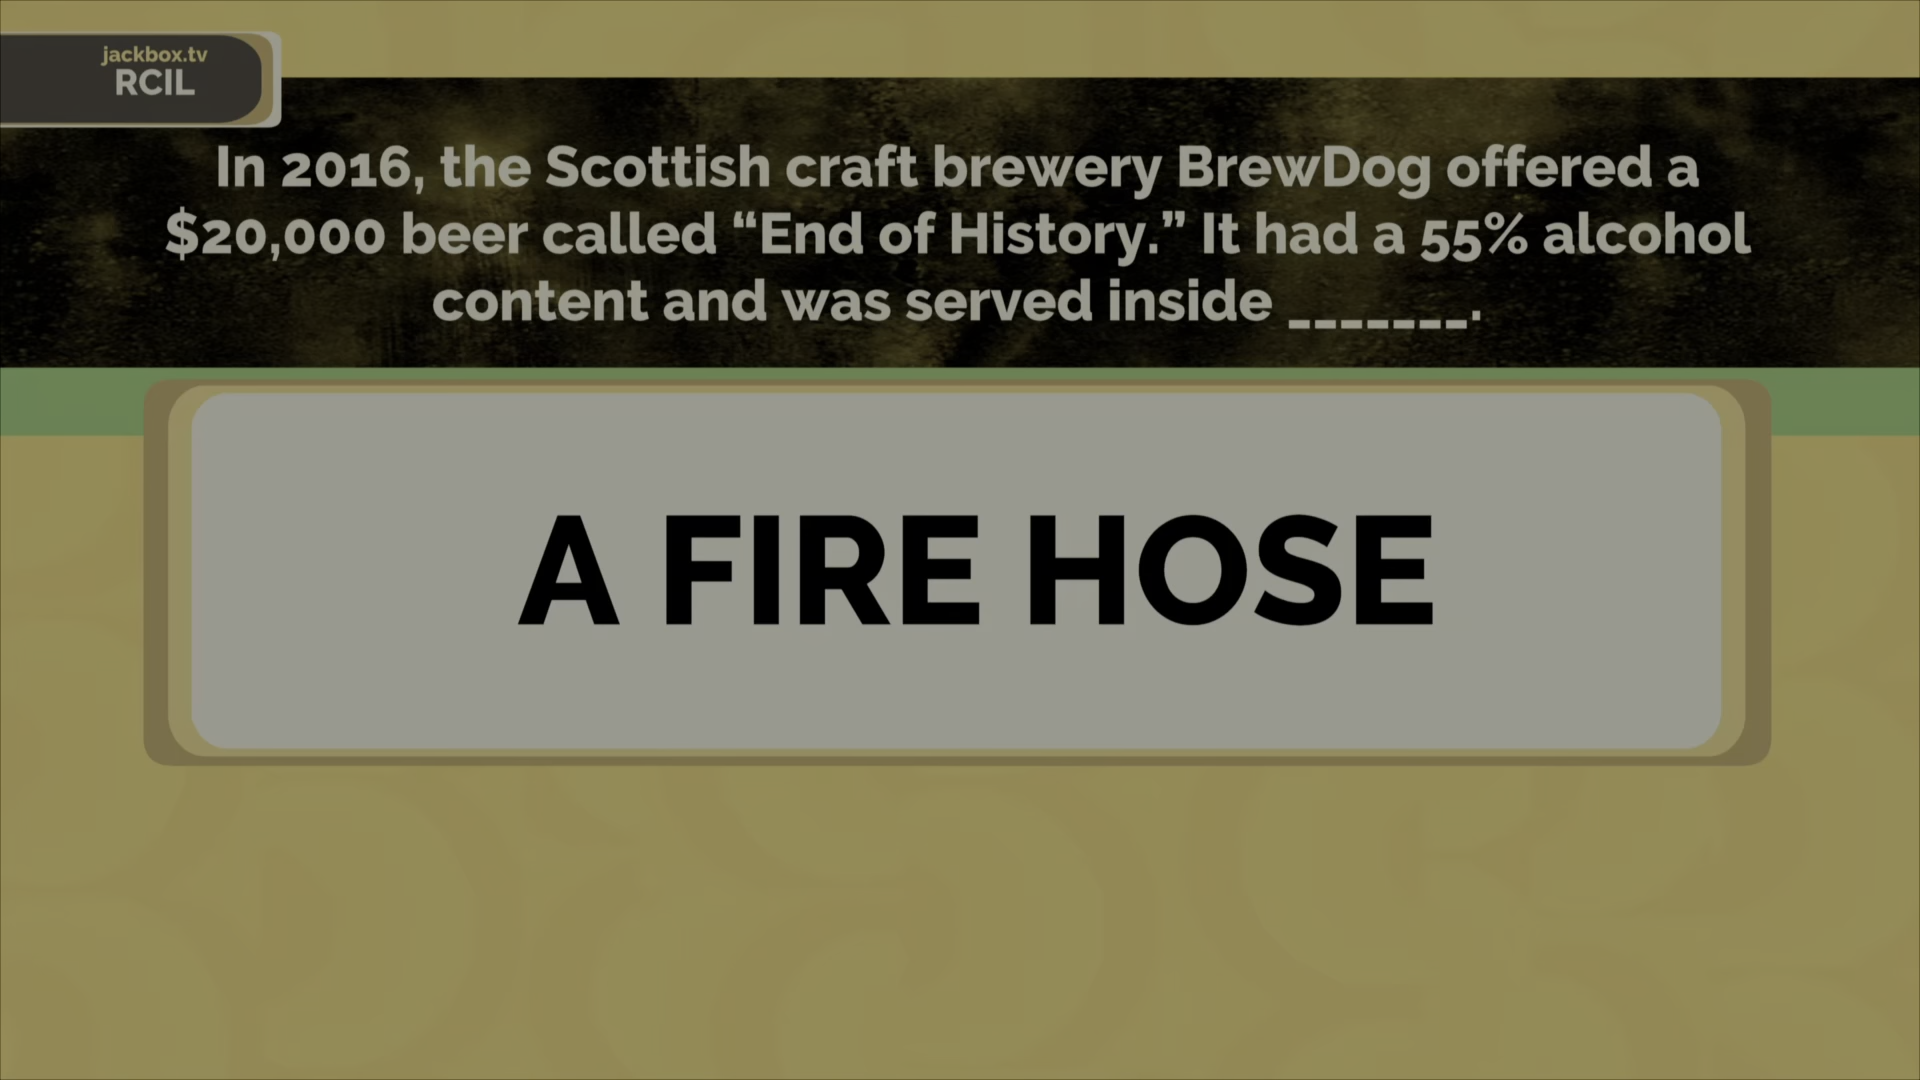 jackbox.tv
RCIL
In 2016, the Scottish craft brewery BrewDog offered a
$20,000 beer called “End of History.” It had a 55% alcohol
content and was served inside _______.
A FIRE HOSE